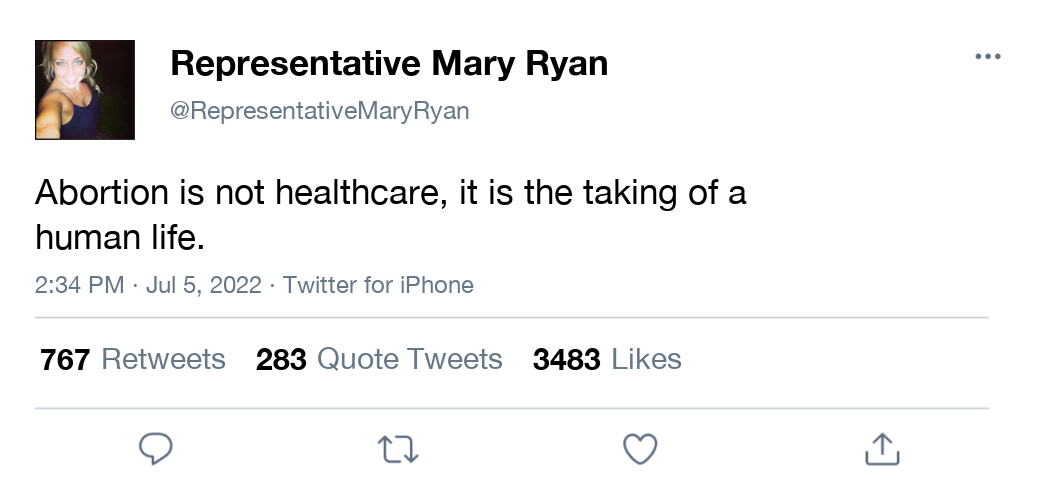 Representative Mary Ryan
@RepresentativeMaryRyan
Abortion is not healthcare, it is the taking of a
human life.
2:34 PM · Jul 5, 2022 · Twitter for iPhone
767 Retweets 283 Quote Tweets 3483 Likes